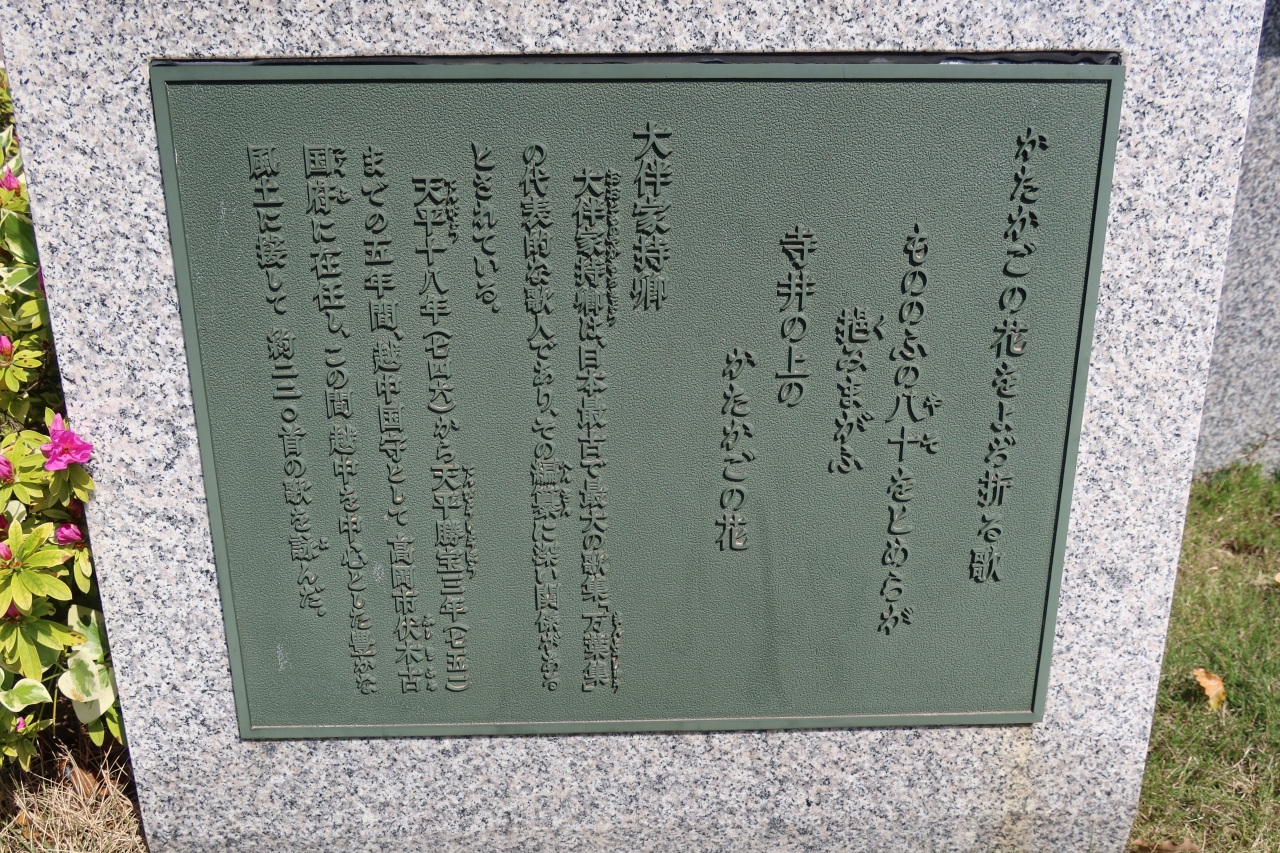 かたかごの花をよぢ折る歌
もののふの八十をとめらが
挹みまがふ
寺井の上の
かたかごの花
大伴家持卿
大伴家持卿は、日本最古で最大の歌集「万葉集」
の代表的な歌人であり、その編纂に深い関係がある
とされている。
天平十八年(七四六)から天平勝宝三年(七五一)
までの五年間、越中国守として高岡市伏木古
国府に在任し、この間越中を中心とした豊かな
風土に接して約二二〇首の歌を詠んだ。